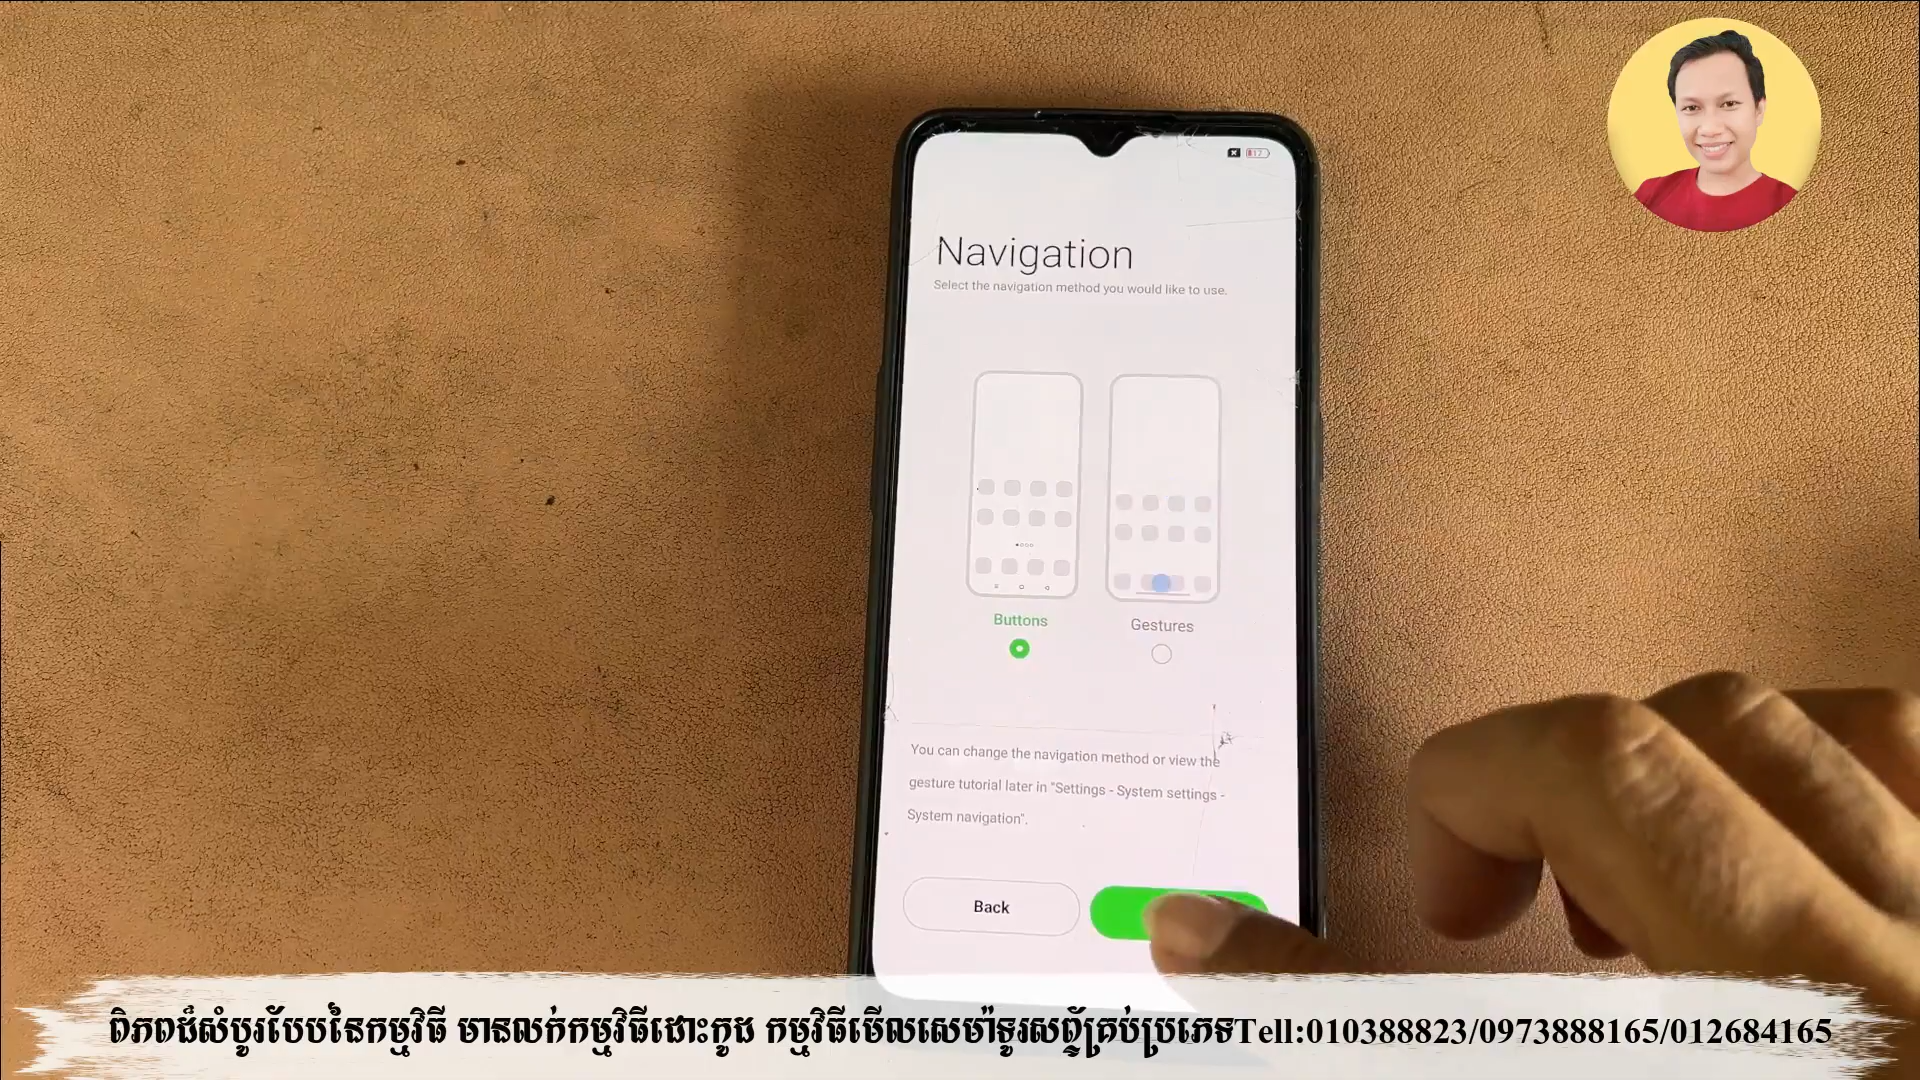 17
Navigation
Select the navigation method you would like to use.
Buttons
Gestures
You can change the navigation method or view the
gesture tutorial later in "Settings - System settings -
System navigation".
Back
ពិភពដ៏សំបូរបែបនៃកម្មវិធី មានលក់កម្មវិធីដោះកូដ កម្មវិធីមើលសេម៉ាទូរសព្ទ័គ្រប់ប្រភេទTell:010388823/0973888165/012684165